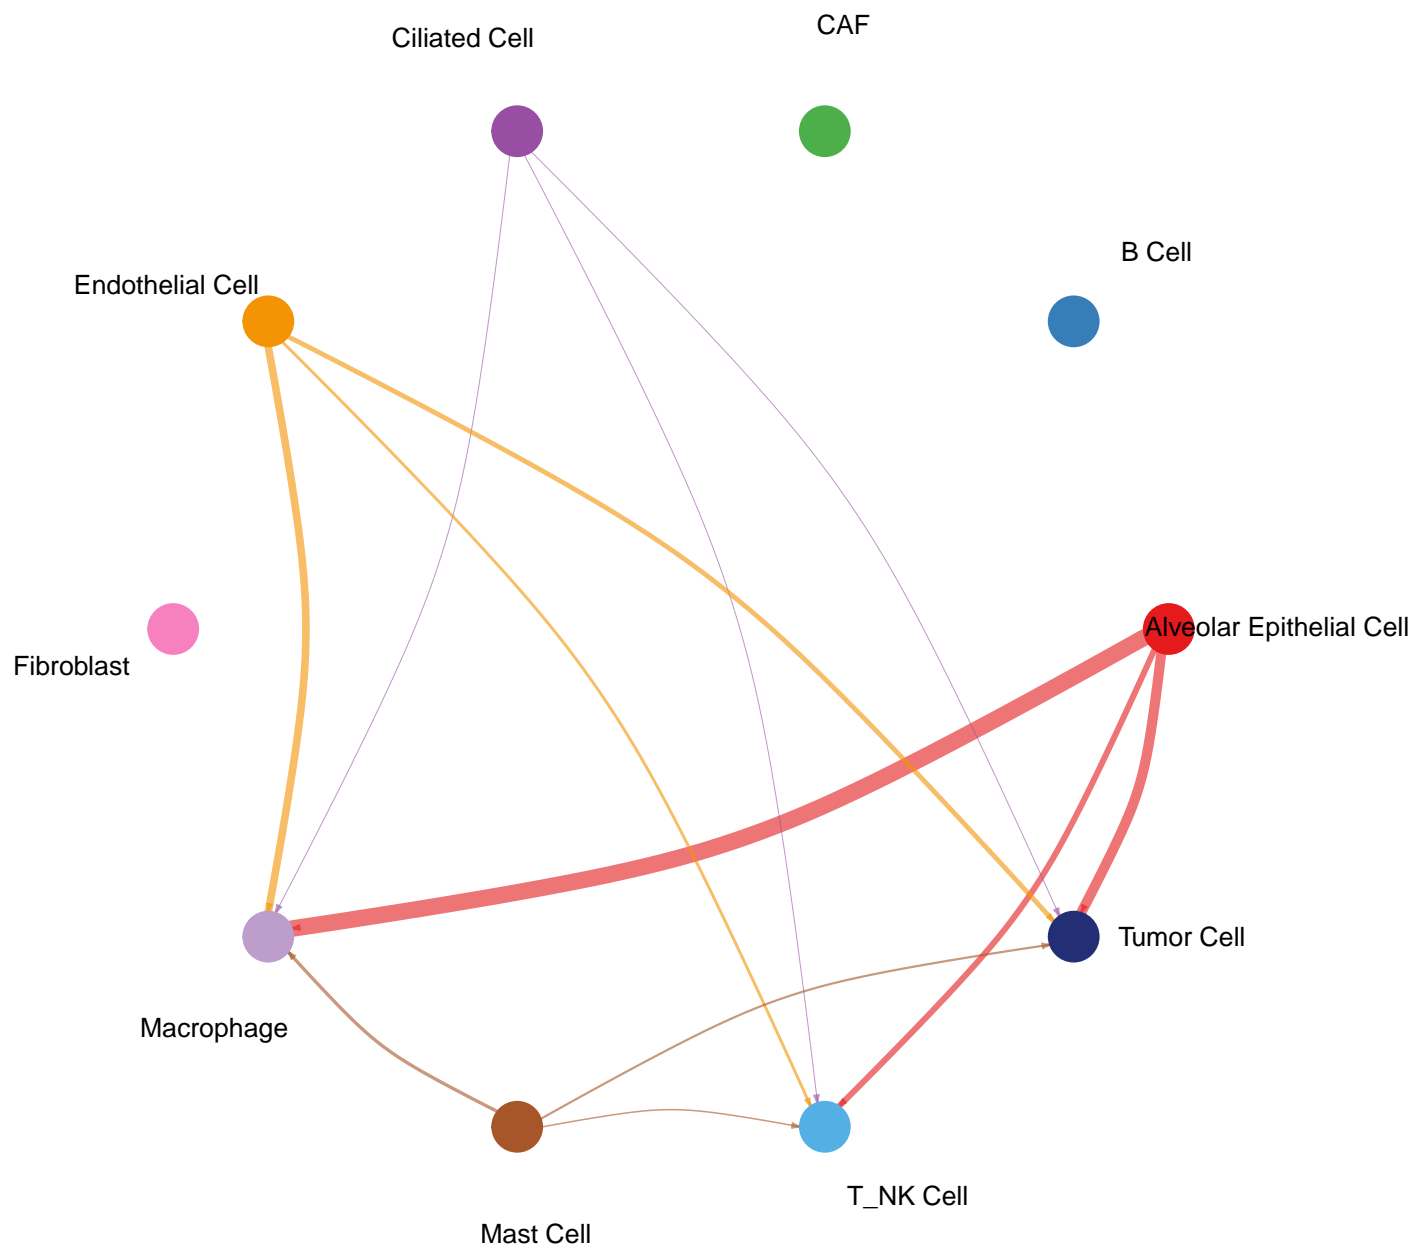 CAF
Ciliated Cell
B Cell
Endothelial Cell
Alveolar Epithelial Cell
Fibroblast
Tumor Cell
Macrophage
T_NK Cell
Mast Cell